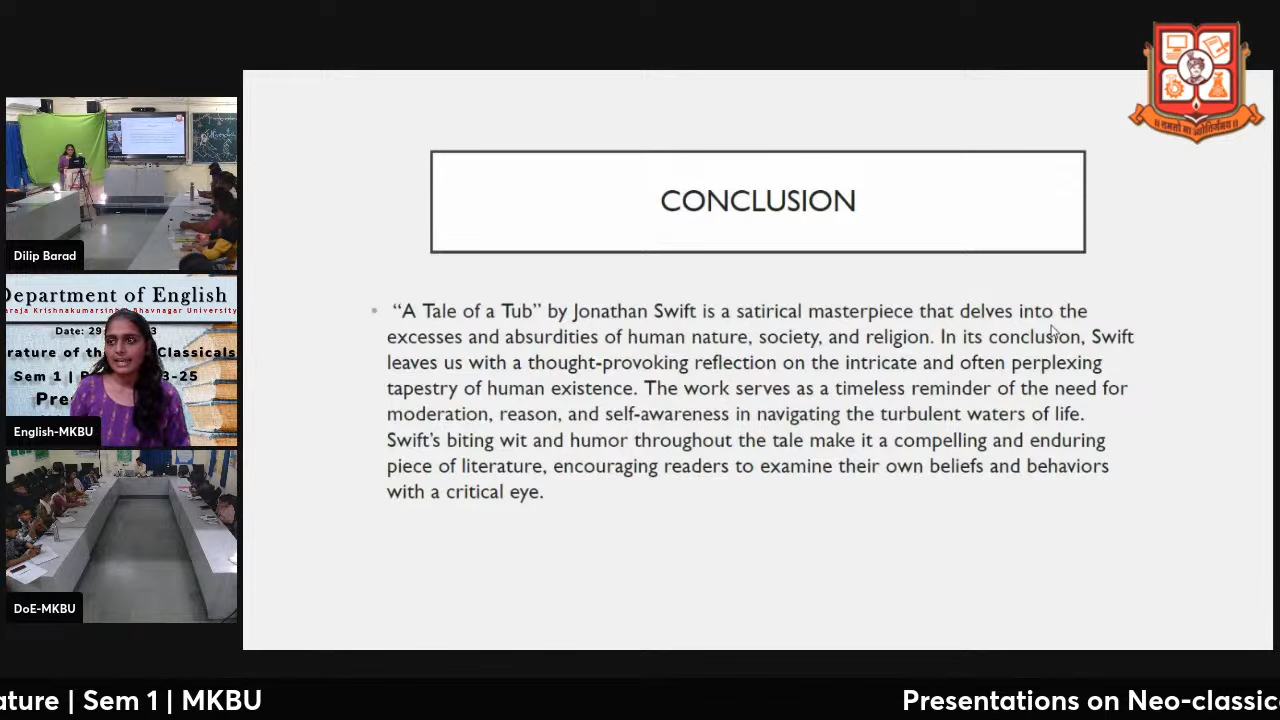 || तमसो मा ज्योतिर्गमय ||
CONCLUSION
• “A Tale of a Tub” by Jonathan Swift is a satirical masterpiece that delves into the
excesses and absurdities of human nature, society, and religion. In its conclusion, Swift
leaves us with a thought-provoking reflection on the intricate and often perplexing
tapestry of human existence. The work serves as a timeless reminder of the need for
moderation, reason, and self-awareness in navigating the turbulent waters of life.
Swift’s biting wit and humor throughout the tale make it a compelling and enduring
piece of literature, encouraging readers to examine their own beliefs and behaviors
with a critical eye.
Dilip Barad
Department of English
araja Krishnakumarsinh Bhavnagar University
Date: 29 3
rature of the Classicals
Sem 1 | P 3-25
Pre
English-MKBU
DoE-MKBU
ature | Sem 1 | MKBU
Presentations on Neo-classic